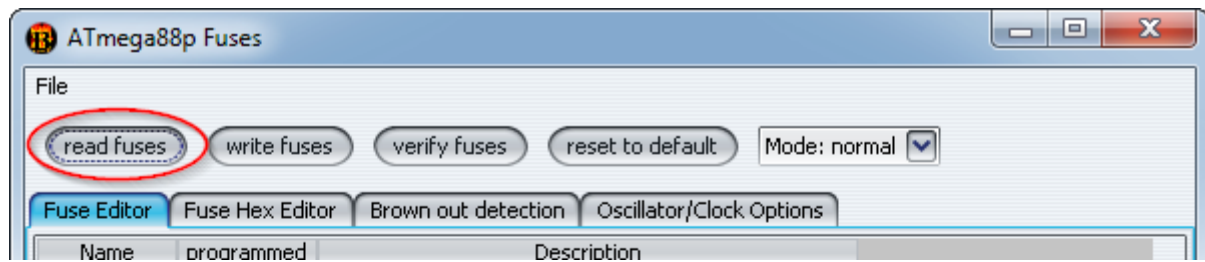 ATmega88p Fuses
File
read fuses write fuses verify fuses reset to default Mode: normal
Fuse Editor Fuse Hex Editor Brown out detection Oscillator/Clock Options
Name programmed Description